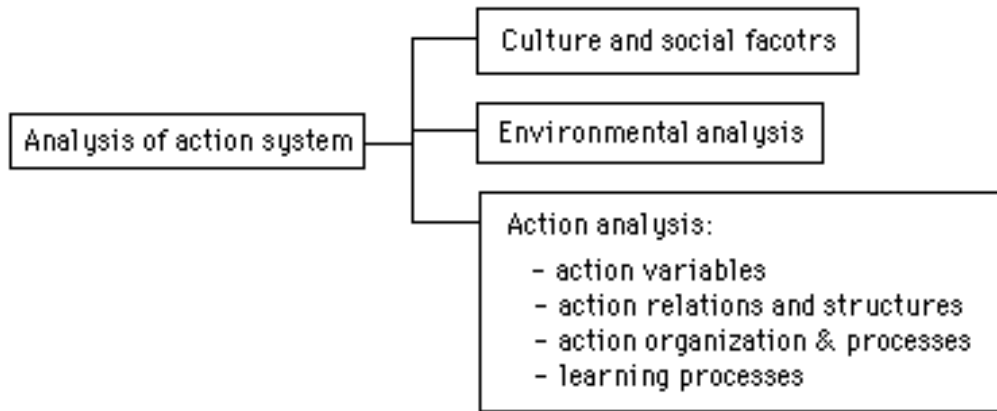 Culture and social facotrs
Analysis of action system
Environmental analysis
Action analysis:
- action variables
- action relations and structures
- action organization & processes
- learning processes